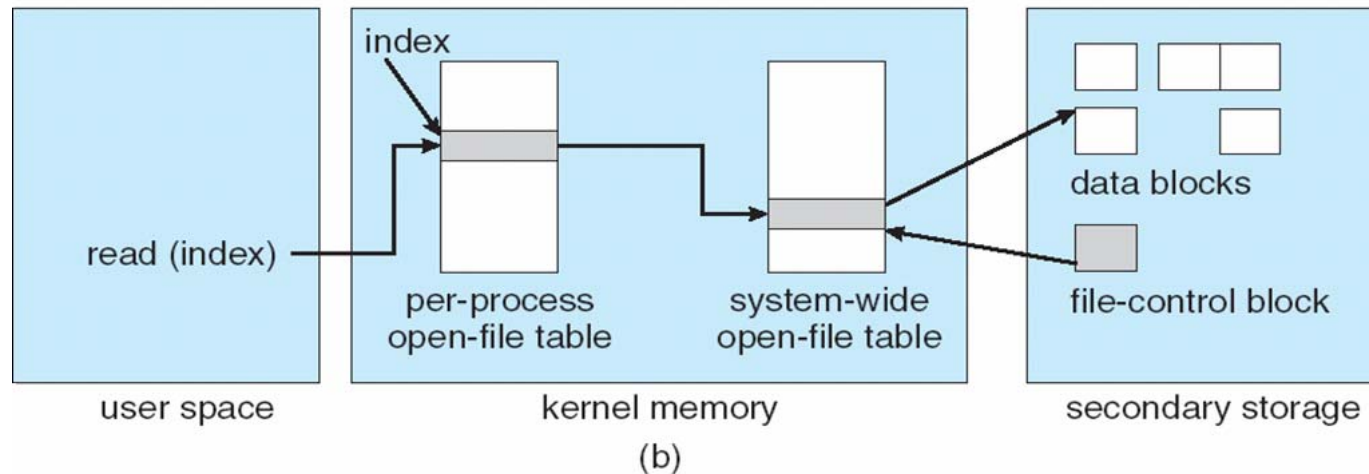 index
read (index)
per-process
open-file table
system-wide
open-file table
data blocks
file-control block
user space
kernel memory
secondary storage
(b)